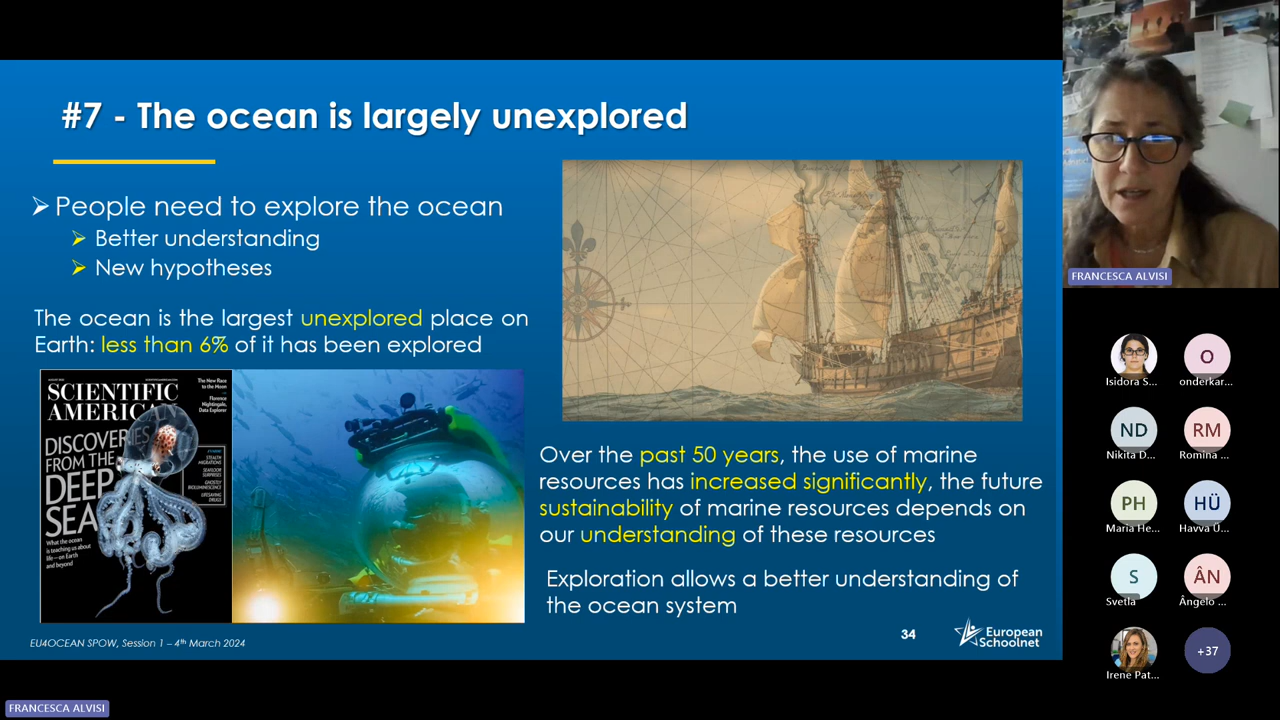 #7 - The ocean is largely unexplored
People need to explore the ocean
Better understanding
New hypotheses
The ocean is the largest unexplored place on
Earth: less than 6% of it has been explored
SCIENTIFIC
AMERICAN
The New Race
to the Moon
Florence
Nightingale,
Data Explorer
DISCOVERIES
FROM THE
DEEP
SEA
What the ocean
is teaching us about
life—on Earth
and beyond
STEALTH
MIGRATIONS
SEAFLOOR
SURPRISES
GHOSTLY
BIOLUMINESCENCE
LIFESAVING
DRUGS
Over the past 50 years, the use of marine
resources has increased significantly, the future
sustainability of marine resources depends on
our understanding of these resources
Exploration allows a better understanding of
the ocean system
EU4OCEAN SPOW, Session 1 – 4th March 2024
34
European
Schoolnet
FRANCESCA ALVISI
Isidora S...
O
onderkar...
ND
Nikita D...
RM
Romina ...
PH
Maria He...
HÜ
Havva Ü...
S
Svetla
ÂN
Ângelo ...
Irene Pat...
+37
FRANCESCA ALVISI